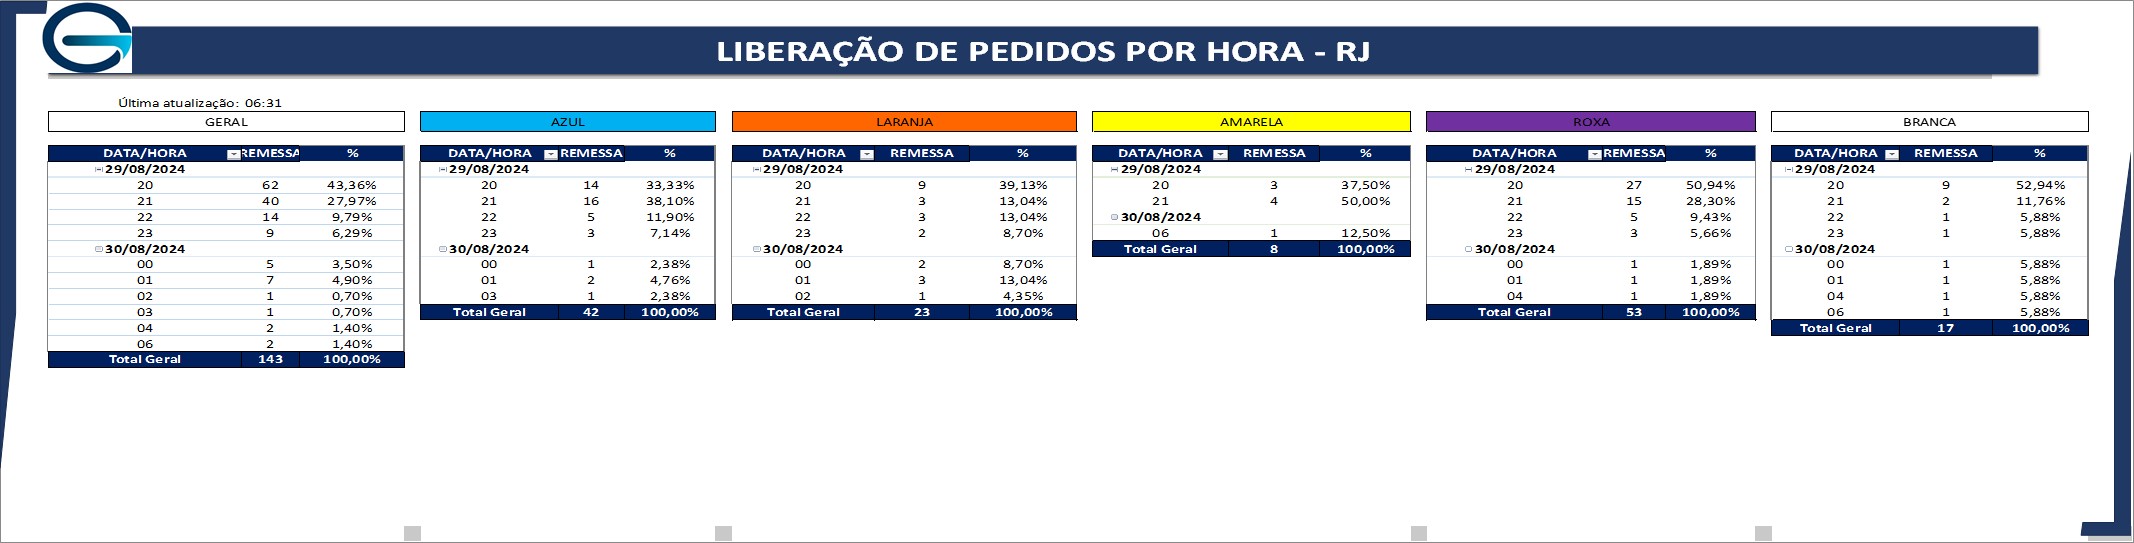 LIBERAÇÃO DE PEDIDOS POR HORA - RJ
Última atualização: 06:31
GERAL
DATA/HORA REMESSA %
29/08/2024
20 62 43,36%
21 40 27,97%
22 14 9,79%
23 9 6,29%
30/08/2024
00 5 3,50%
01 7 4,90%
02 1 0,70%
03 1 0,70%
04 2 1,40%
06 2 1,40%
Total Geral 143 100,00%
AZUL
DATA/HORA REMESSA %
29/08/2024
20 14 33,33%
21 16 38,10%
22 5 11,90%
23 3 7,14%
30/08/2024
00 1 2,38%
01 2 4,76%
03 1 2,38%
Total Geral 42 100,00%
LARANJA
DATA/HORA REMESSA %
29/08/2024
20 9 39,13%
21 3 13,04%
22 3 13,04%
23 2 8,70%
30/08/2024
00 2 8,70%
01 3 13,04%
02 1 4,35%
Total Geral 23 100,00%
AMARELA
DATA/HORA REMESSA %
29/08/2024
20 3 37,50%
21 4 50,00%
30/08/2024
06 1 12,50%
Total Geral 8 100,00%
ROXA
DATA/HORA REMESSA %
29/08/2024
20 27 50,94%
21 15 28,30%
22 5 9,43%
23 3 5,66%
30/08/2024
00 1 1,89%
01 1 1,89%
04 1 1,89%
Total Geral 53 100,00%
BRANCA
DATA/HORA REMESSA %
29/08/2024
20 9 52,94%
21 2 11,76%
22 1 5,88%
23 1 5,88%
30/08/2024
00 1 5,88%
01 1 5,88%
04 1 5,88%
06 1 5,88%
Total Geral 17 100,00%